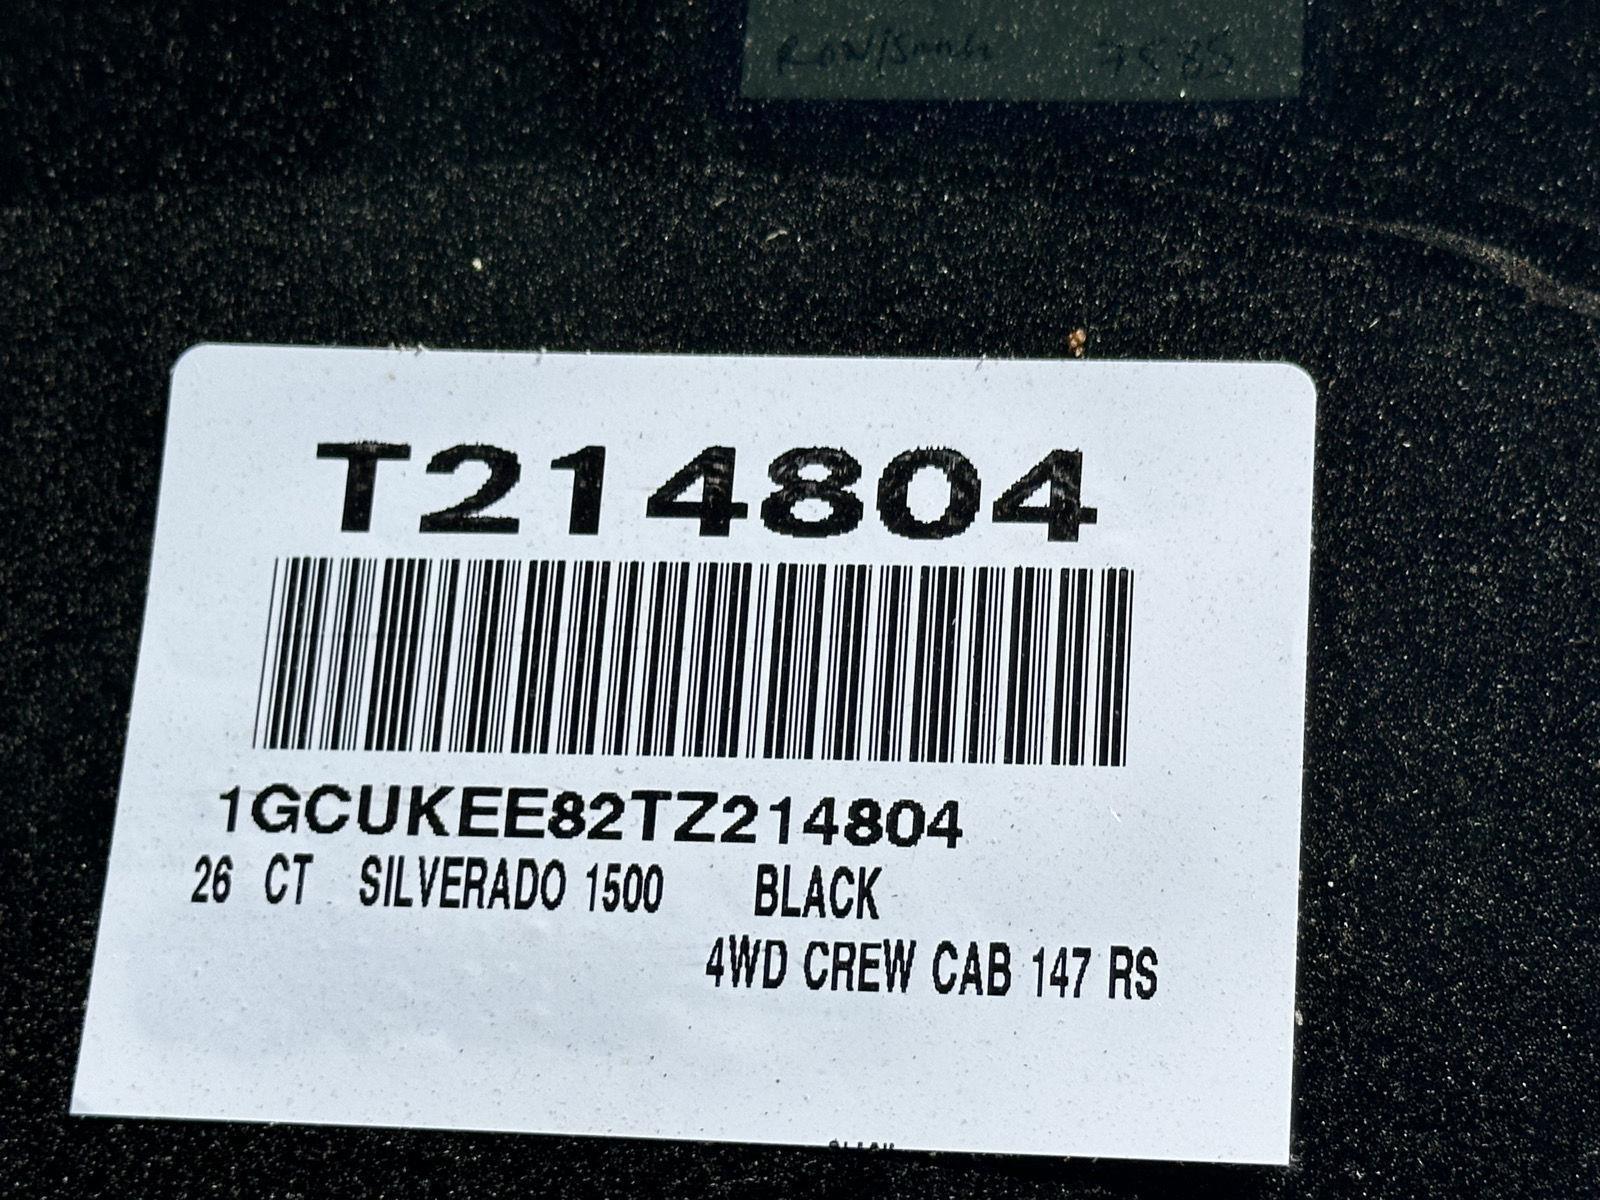 T214804
1GCUKEE82TZ214804
26 CT SILVERADO 1500 BLACK
4WD CREW CAB 147 RS